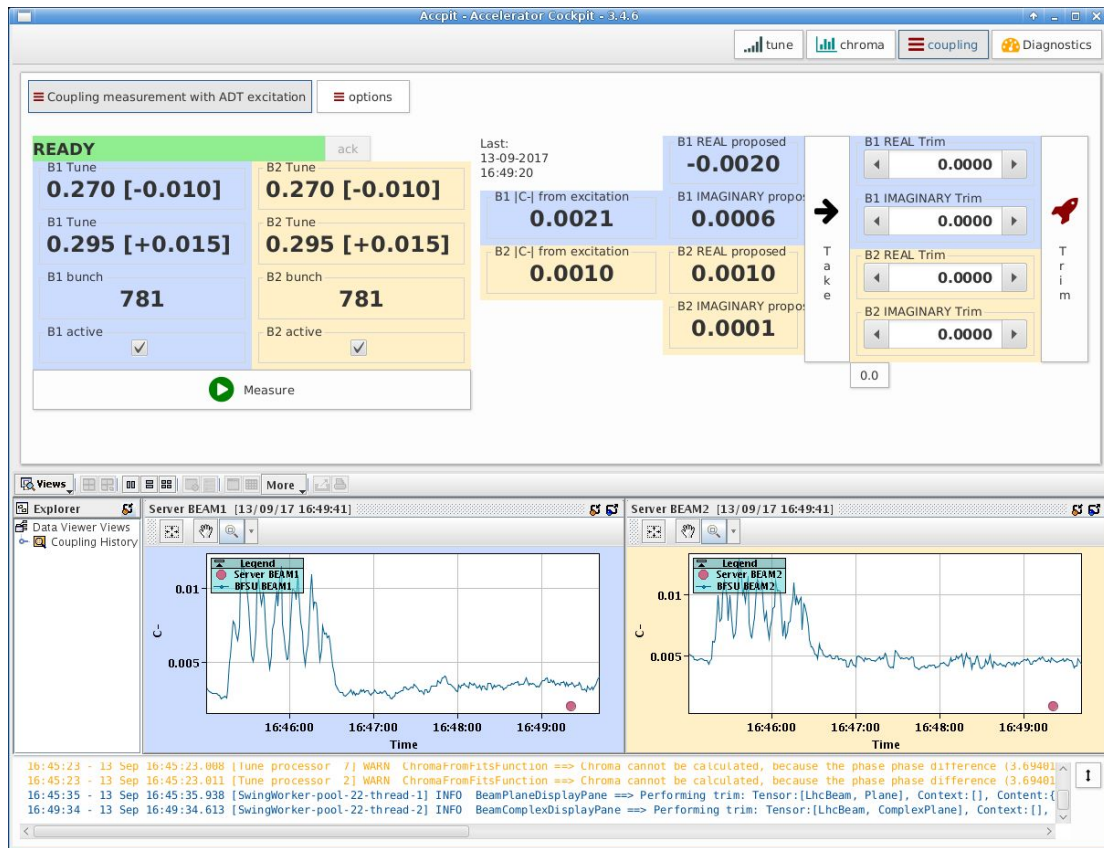 Accpit - Accelerator Cockpit - 3.4.6
tune
chroma
coupling
Diagnostics
Coupling measurement with ADT excitation
options
READY
ack
B1 Tune
0.270 [-0.010]
B2 Tune
0.270 [-0.010]
B1 Tune
0.295 [+0.015]
B2 Tune
0.295 [+0.015]
B1 bunch
781
B2 bunch
781
B1 active
B2 active
Measure
Last:
13-09-2017
16:49:20
B1 |C-| from excitation
0.0021
B2 |C-| from excitation
0.0010
B1 REAL proposed
-0.0020
B1 IMAGINARY propo
0.0006
B2 REAL proposed
0.0010
B2 IMAGINARY propo
0.0001
Take
B1 REAL Trim
0.0000
B1 IMAGINARY Trim
0.0000
B2 REAL Trim
0.0000
B2 IMAGINARY Trim
0.0000
Trim
0.0
Views
More
Explorer
Data Viewer Views
Coupling History
Server BEAM1 [13/09/17 16:49:41]
Legend
Server BEAM1
BFSU BEAM1
0.01
0.005
C-
16:46:00 16:47:00 16:48:00 16:49:00
Time
Server BEAM2 [13/09/17 16:49:41]
Legend
Server BEAM2
BFSU BEAM2
0.01
0.005
C-
16:46:00 16:47:00 16:48:00 16:49:00
Time
16:45:23 - 13 Sep 16:45:23.008 [Tune processor 7] WARN ChromaFromFitsFunction ==> Chroma cannot be calculated, because the phase phase difference (3.69401
16:45:23 - 13 Sep 16:45:23.011 [Tune processor 2] WARN ChromaFromFitsFunction ==> Chroma cannot be calculated, because the phase phase difference (3.69401
16:45:35 - 13 Sep 16:45:35.938 [SwingWorker-pool-22-thread-1] INFO BeamPlaneDisplayPane ==> Performing trim: Tensor:[LhcBeam, Plane], Context:[], Content:{
16:49:34 - 13 Sep 16:49:34.613 [SwingWorker-pool-22-thread-2] INFO BeamComplexDisplayPane ==> Performing trim: Tensor:[LhcBeam, ComplexPlane], Context:[],